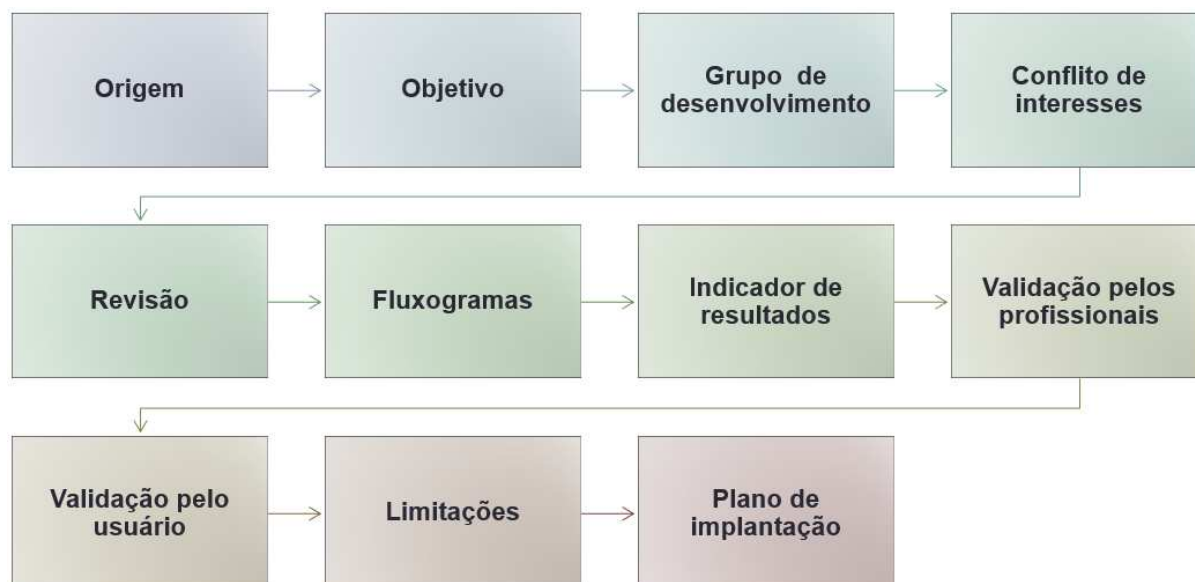 Origem
Objetivo
Grupo de
desenvolvimento
Conflito de
interesses
Revisão
Fluxogramas
Indicador de
resultados
Validação pelos
profissionais
Validação pelo
usuário
Limitações
Plano de
implantação